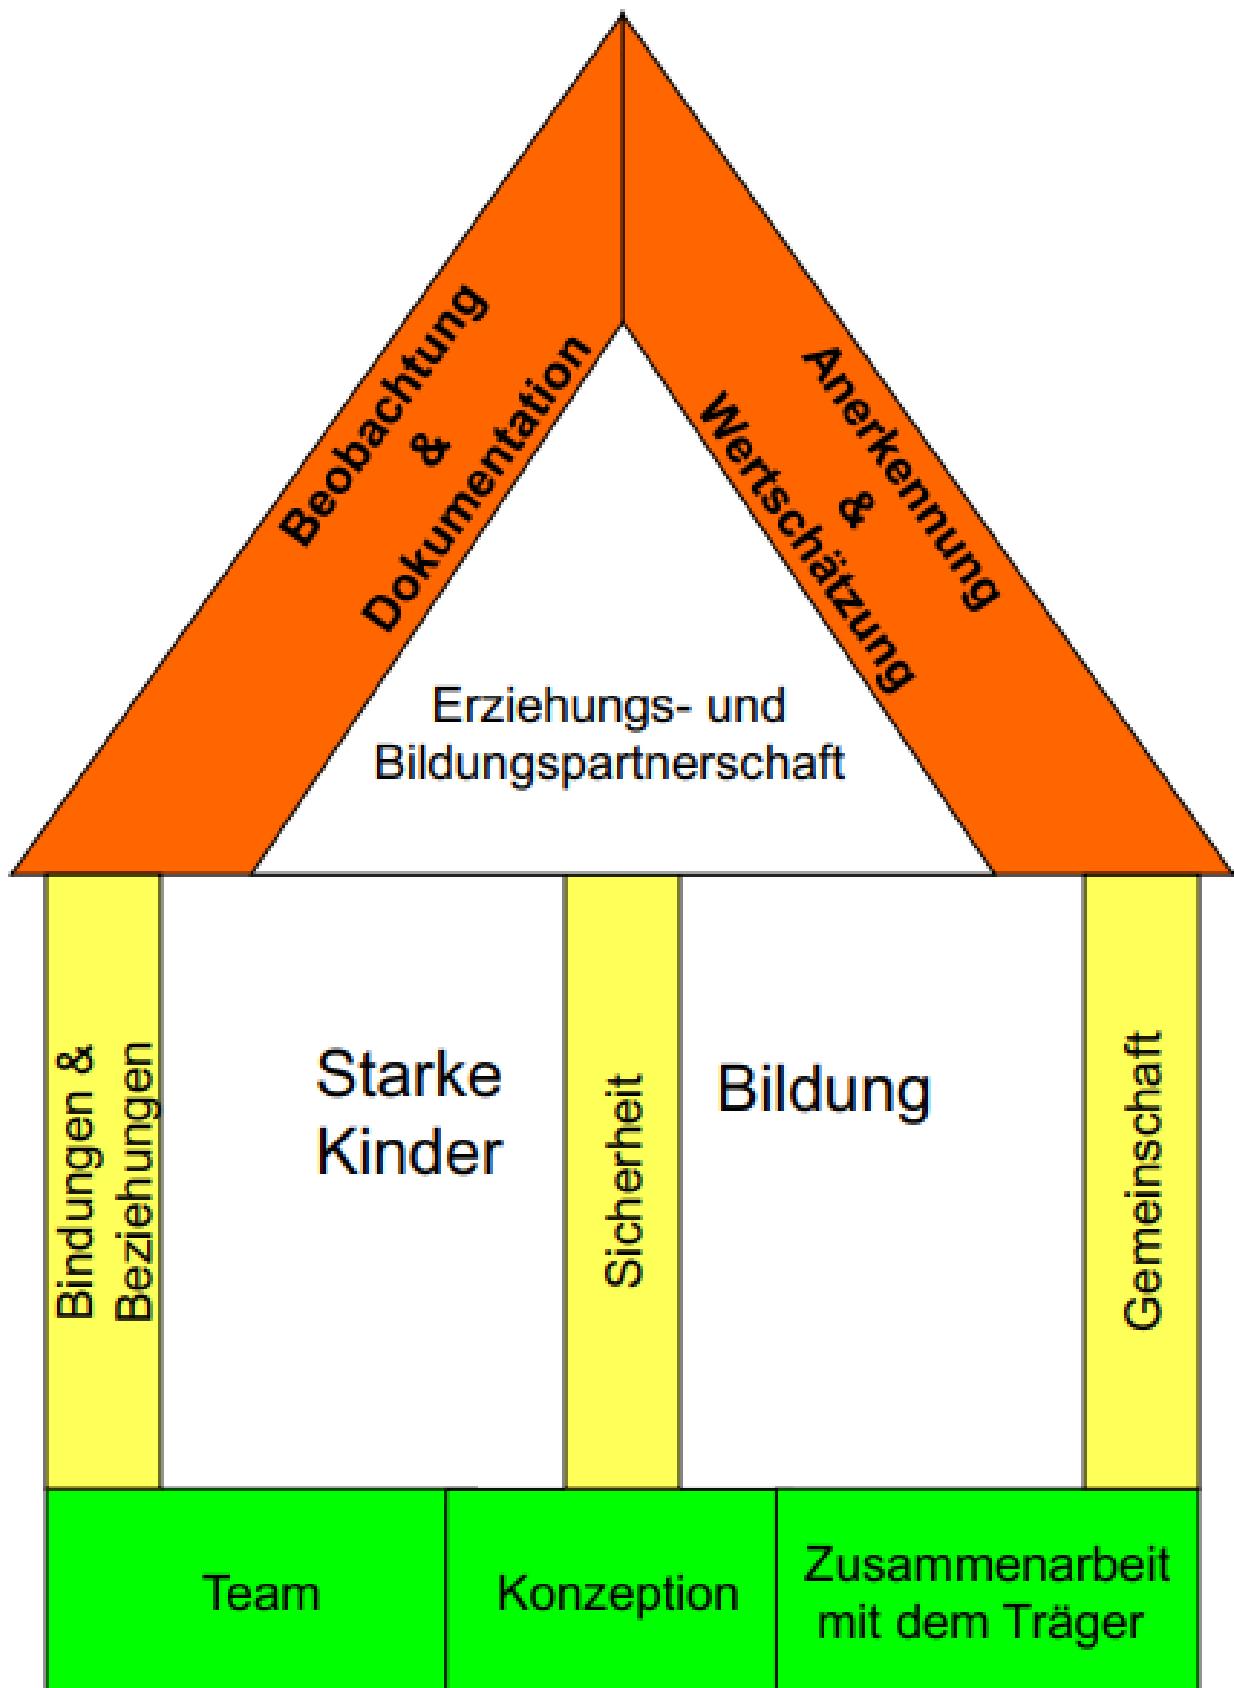 Beobachtung
&
Dokumentation
Anerkennung
&
Wertschätzung
Erziehungs- und
Bildungspartnerschaft
Bindungen &
Beziehungen
Starke
Kinder
Sicherheit
Bildung
Gemeinschaft
Team
Konzeption
Zusammenarbeit
mit dem Träger